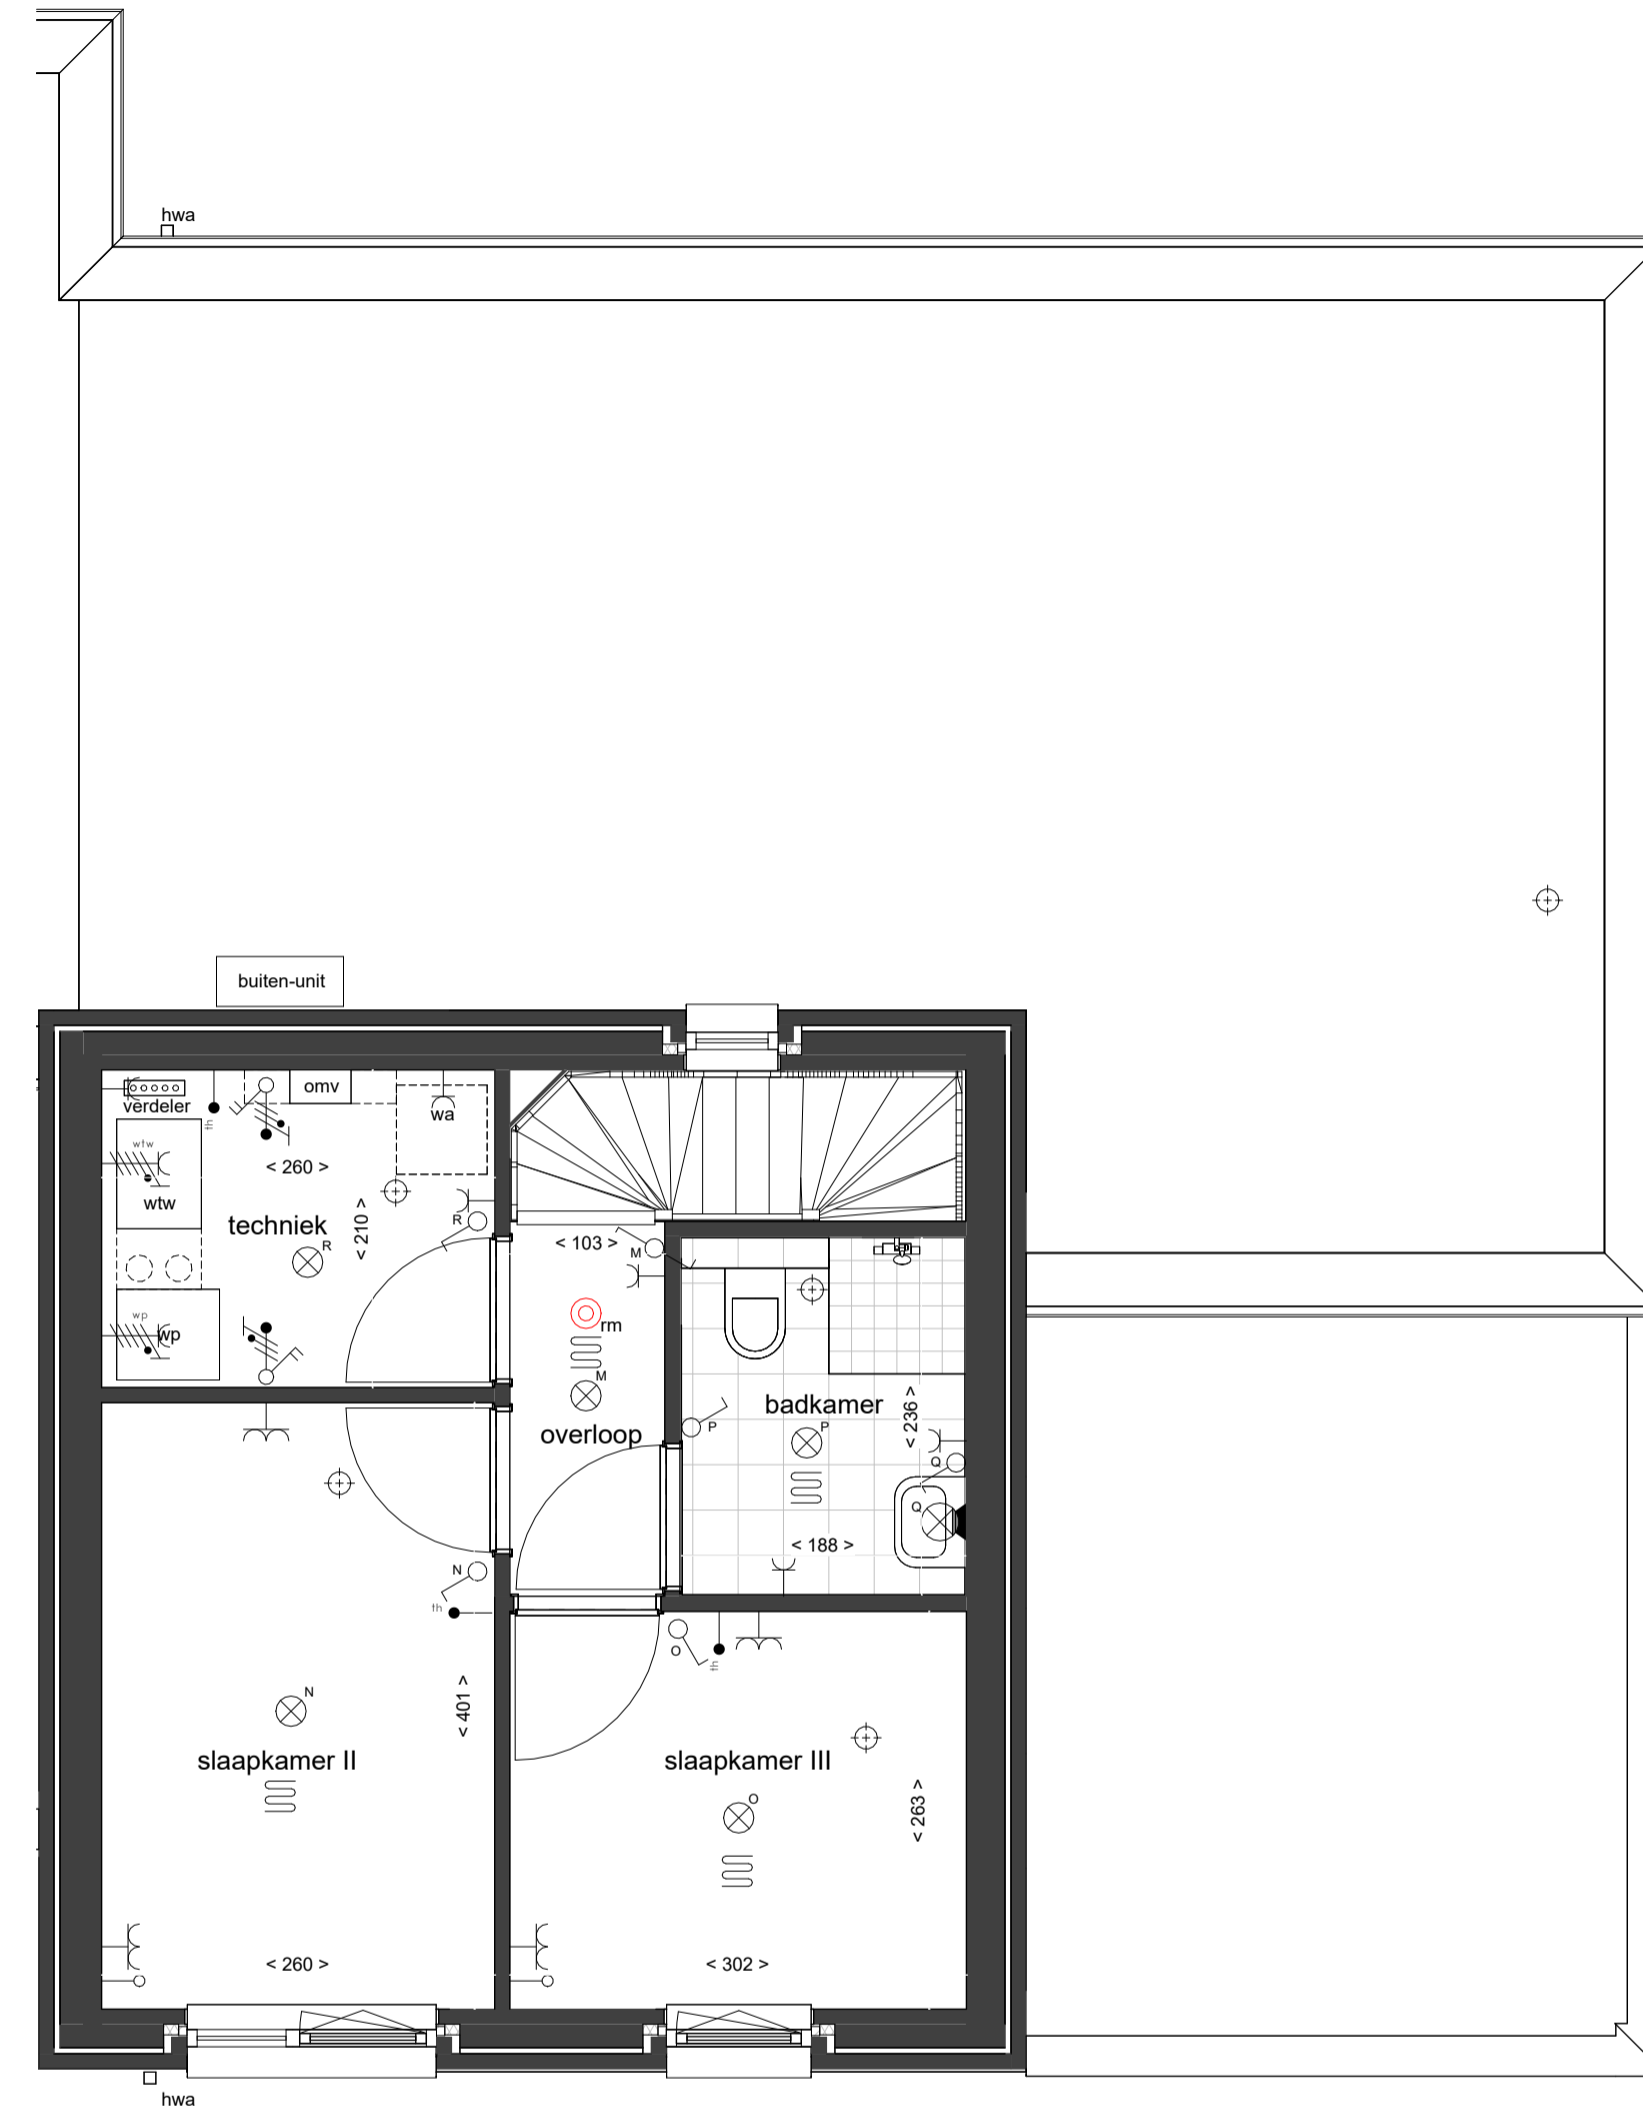 hwa
buiten-unit
omv
verdeler
wa
th
wtw
< 260 >
wtw
techniek
R
< 210 >
R
< 103 >
M
wp
wp
rm
M
overloop
badkamer
P
P
< 236 >
Q
Q
< 188 >
N
th
O
th
N
< 401 >
slaapkamer II
slaapkamer III
O
< 263 >
< 260 >
< 302 >
hwa